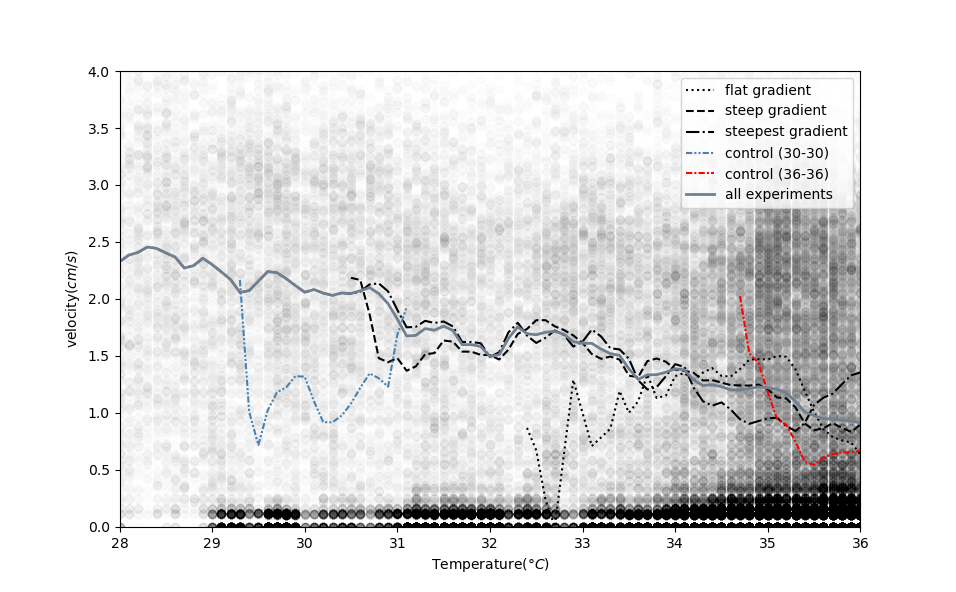 4.0
3.5
3.0
2.5
2.0
1.5
1.0
0.5
0.0
velocity(cm/s)
flat gradient
steep gradient
steepest gradient
control (30-30)
control (36-36)
all experiments
28 29 30 31 32 33 34 35 36
Temperature(°C)